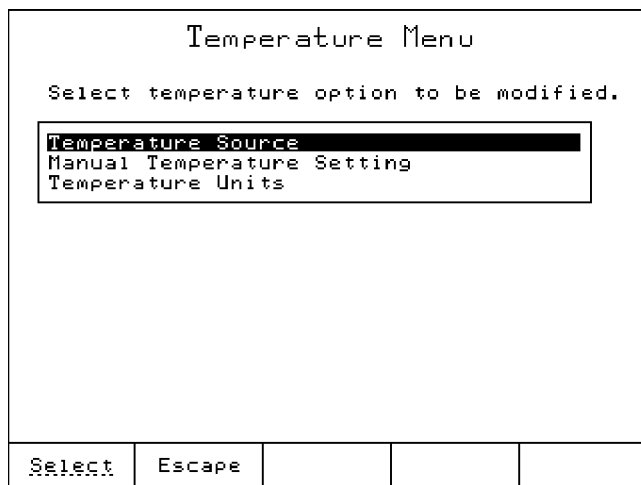 Temperature Menu
Select temperature option to be modified.
Temperature Source
Manual Temperature Setting
Temperature Units
Select Escape